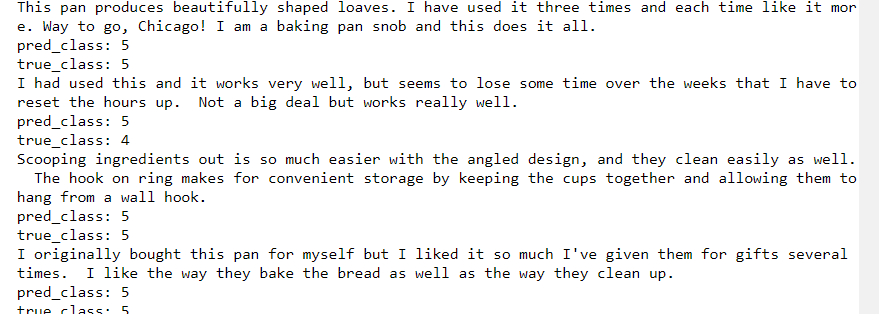 This pan produces beautifully shaped loaves. I have used it three times and each time like it mor
e. Way to go, Chicago! I am a baking pan snob and this does it all.
pred_class: 5
true_class: 5
I had used this and it works very well, but seems to lose some time over the weeks that I have to
reset the hours up.  Not a big deal but works really well.
pred_class: 5
true_class: 4
Scooping ingredients out is so much easier with the angled design, and they clean easily as well.
  The hook on ring makes for convenient storage by keeping the cups together and allowing them to
hang from a wall hook.
pred_class: 5
true_class: 5
I originally bought this pan for myself but I liked it so much I've given them for gifts several
times.  I like the way they bake the bread as well as the way they clean up.
pred_class: 5
true_class: 5